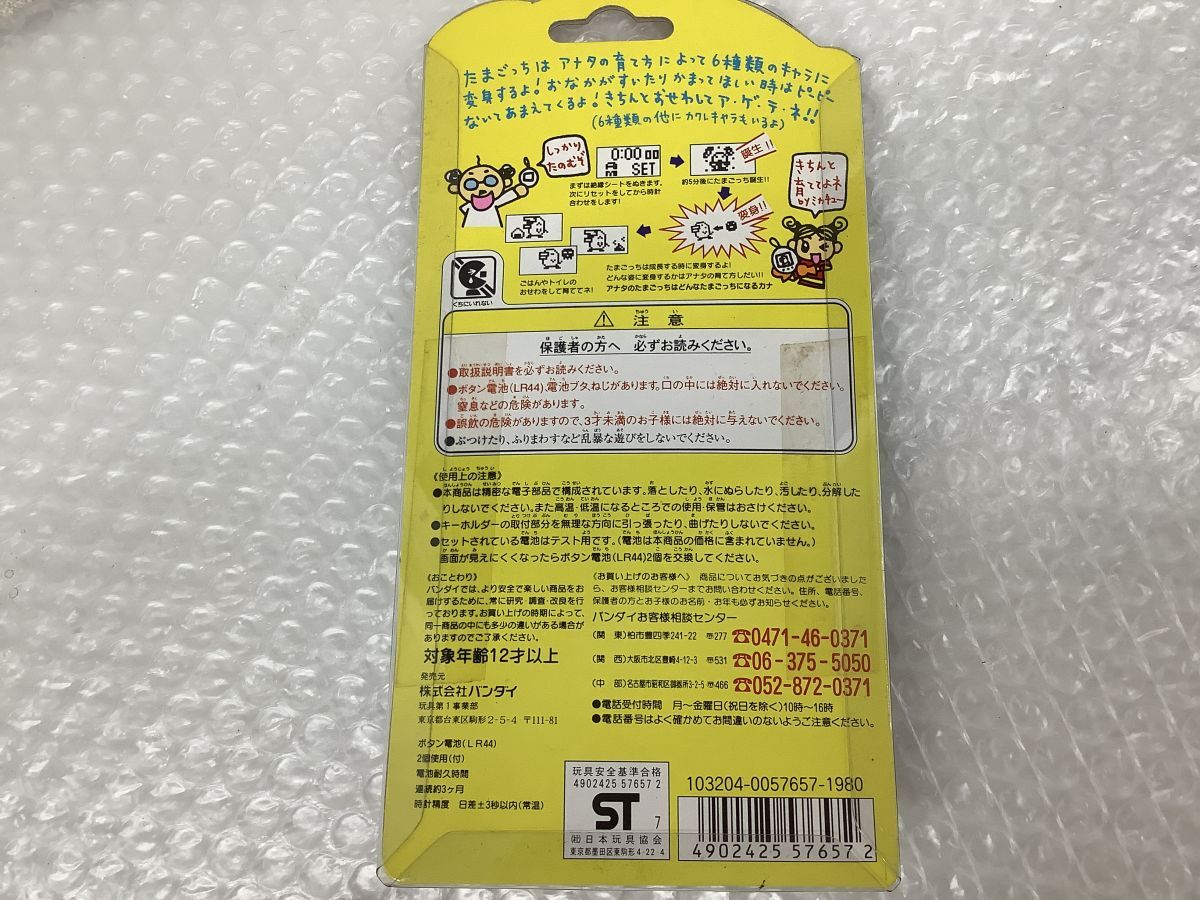 たまごっちは アナタの育て方によって6種類のキャラに
変身するよ！おなかがすいたりかまってほしい時はピーピー
ないてあまえてくるよ！きちんとおせわしてア・ゲ・テ・ネ!!
(6種類の他にカクレキャラもいるよ)
しっかり
たのむぞ
0:00 00
AM SET
誕生!!
まずは絶縁シートをぬきます。
次にリセットをしてから時計
合わせをします！
約5分後にたまごっち誕生!!
きちんと
育ててよネ
変身!!
たまごっちは成長する時に変身するよ！
どんな姿に変身するかはアナタの育て方しだい!!
アナタのたまごっちはどんなたまごっちになるカナ
ごはんやトイレの
おせわをして育ててネ！
くちにいれない
注意
保護者の方へ 必ずお読みください。
●取扱説明書を必ずお読みください。
●ボタン電池(LR44)、電池ブタ、ねじがあります。口の中には絶対に入れないでください。
窒息などの危険があります。
●誤飲の危険がありますので、3才未満のお子様には絶対に与えないでください。
●ぶつけたり、ふりまわすなど乱暴な遊びをしないでください。
《使用上の注意》
●本商品は精密な電子部品で構成されています。落としたり、水にぬらしたり、汚したり、分解した
りしないでください。また高温・低温になるところでの使用・保管はおさけください。
●キーホルダーの取付部分を無理な方向に引っ張ったり、曲げたりしないでください。
●セットされている電池はテスト用です。(電池は本商品の価格に含まれていません。)
画面が見えにくくなったらボタン電池(LR44)2個を交換してください。
《おことわり》
バンダイでは、より安全で楽しい商品をお
届けするために、常に研究・調査・改良を行
っております。お買い上げの時期によって、
同一商品の中にも多少の違いがある場合が
ありますのでご了承ください。
対象年齢12才以上
発売元
株式会社バンダイ
玩具第1事業部
東京都台東区駒形2-5-4 〒111-81
《お買い上げのお客様へ》 商品についてお気づきの点がございました
ら、お客様相談センターまでお問い合わせください。住所、電話番号、
保護者の方とお子様のお名前・お年も必ずお知らせください。
バンダイお客様相談センター
(関 東)柏市豊四季241-22 〒277 ☎0471-46-0371
(関 西)大阪市北区豊崎4-12-3 〒531 ☎06-375-5050
(中 部)名古屋市昭和区御器所3-2-5 〒466 ☎052-872-0371
●電話受付時間 月～金曜日(祝日を除く)10時～16時
●電話番号はよく確かめてお間違いのないようご注意ください。
ボタン電池(LR44)
2個使用(付)
電池耐久時間
連続約3ヶ月
時計精度 日差±3秒以内(常温)
玩具安全基準合格
4902425 57657 2
ST 7
(社)日本玩具協会
東京都墨田区東駒形4-22-4
103204-0057657-1980
4902425 57657 2